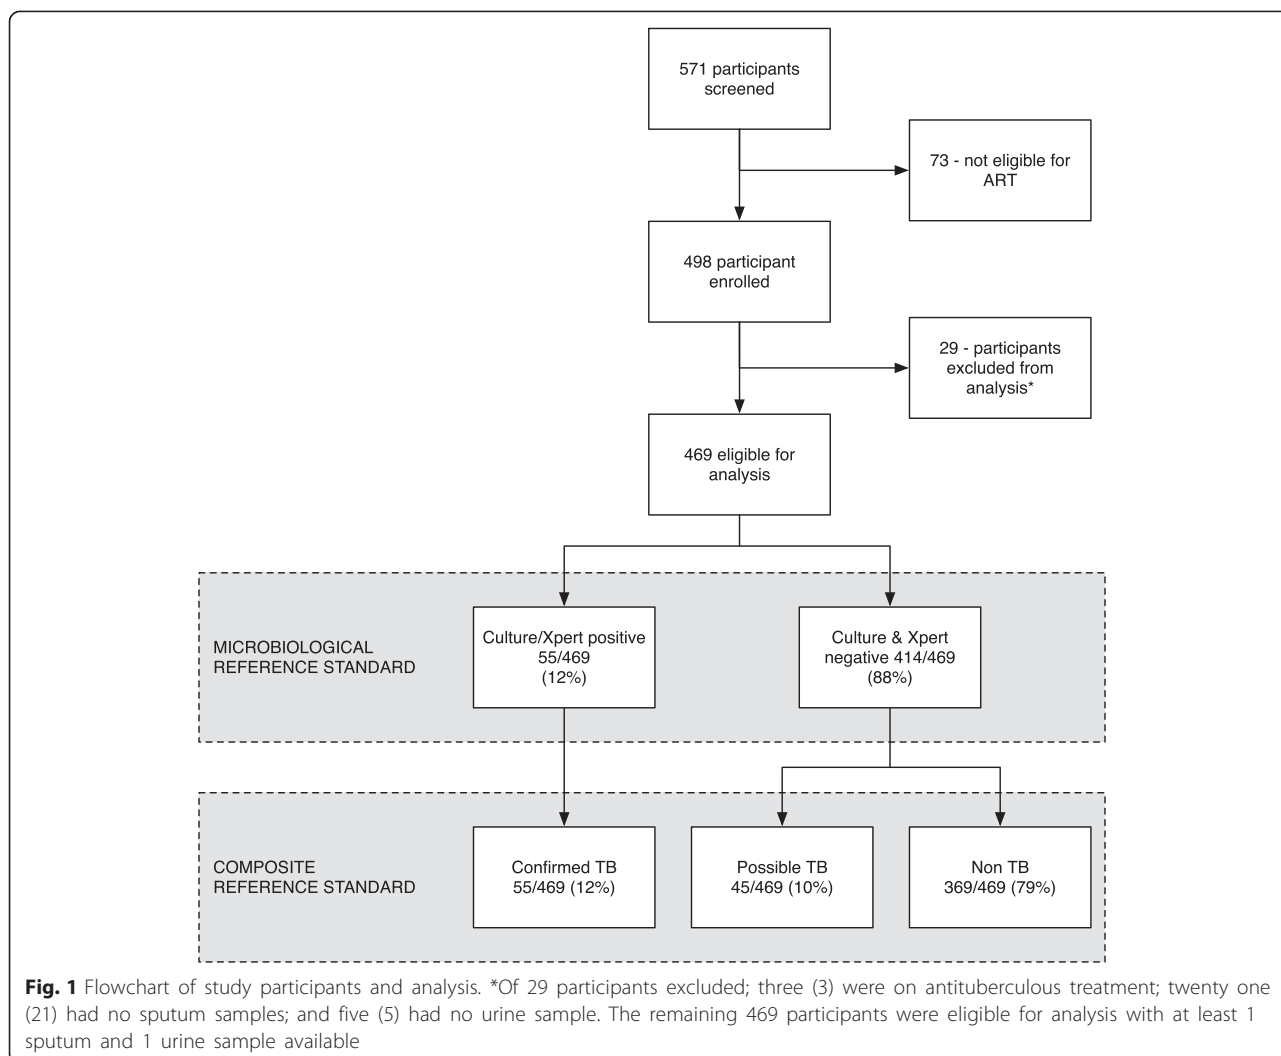 571 participants
screened
73 - not eligible for
ART
498 participant
enrolled
29 - participants
excluded from
analysis*
469 eligible for
analysis
MICROBIOLOGICAL
REFERENCE STANDARD
Culture/Xpert positive
55/469
(12%)
Culture & Xpert
negative 414/469
(88%)
COMPOSITE
REFERENCE STANDARD
Confirmed TB
55/469 (12%)
Possible TB
45/469 (10%)
Non TB
369/469 (79%)
Fig. 1 Flowchart of study participants and analysis. *Of 29 participants excluded; three (3) were on antituberculous treatment; twenty one
(21) had no sputum samples; and five (5) had no urine sample. The remaining 469 participants were eligible for analysis with at least 1
sputum and 1 urine sample available